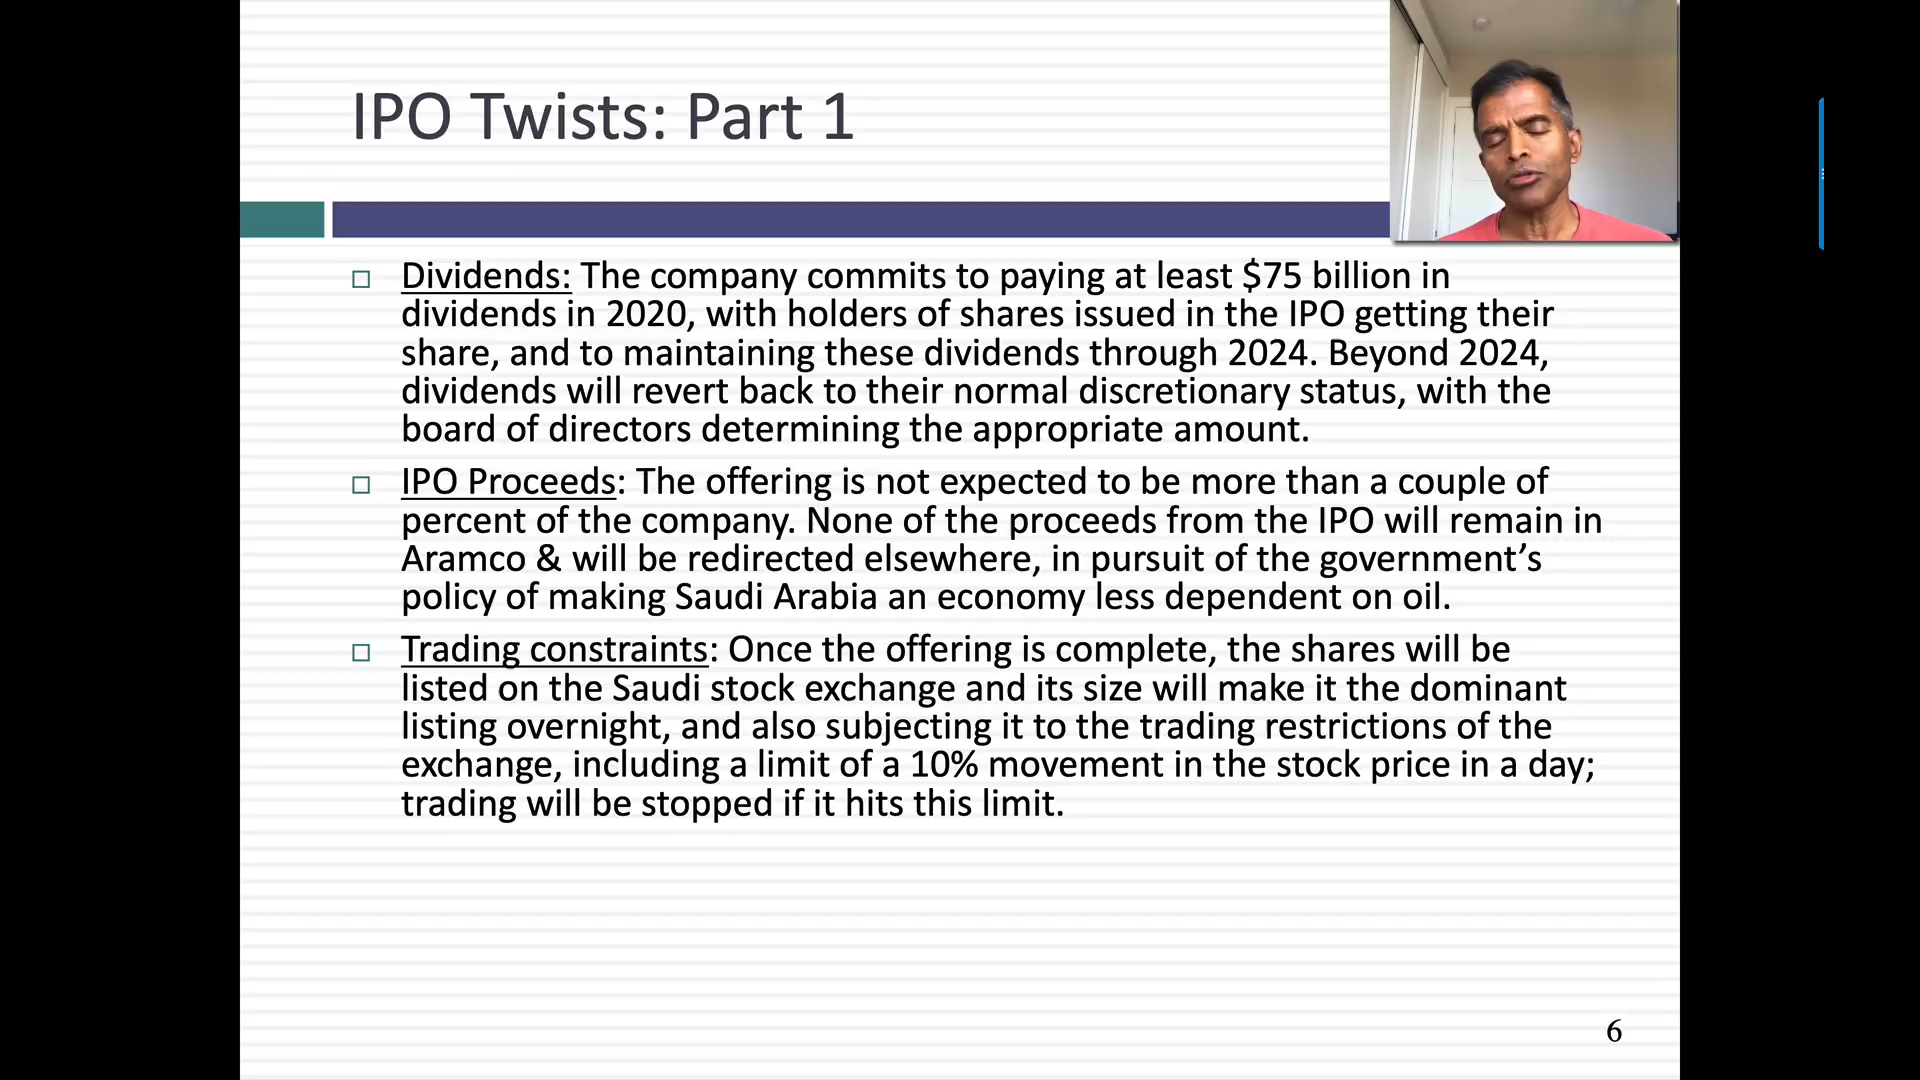 IPO Twists: Part 1
Dividends: The company commits to paying at least $75 billion in
dividends in 2020, with holders of shares issued in the IPO getting their
share, and to maintaining these dividends through 2024. Beyond 2024,
dividends will revert back to their normal discretionary status, with the
board of directors determining the appropriate amount.
IPO Proceeds: The offering is not expected to be more than a couple of
percent of the company. None of the proceeds from the IPO will remain in
Aramco & will be redirected elsewhere, in pursuit of the government’s
policy of making Saudi Arabia an economy less dependent on oil.
Trading constraints: Once the offering is complete, the shares will be
listed on the Saudi stock exchange and its size will make it the dominant
listing overnight, and also subjecting it to the trading restrictions of the
exchange, including a limit of a 10% movement in the stock price in a day;
trading will be stopped if it hits this limit.
6